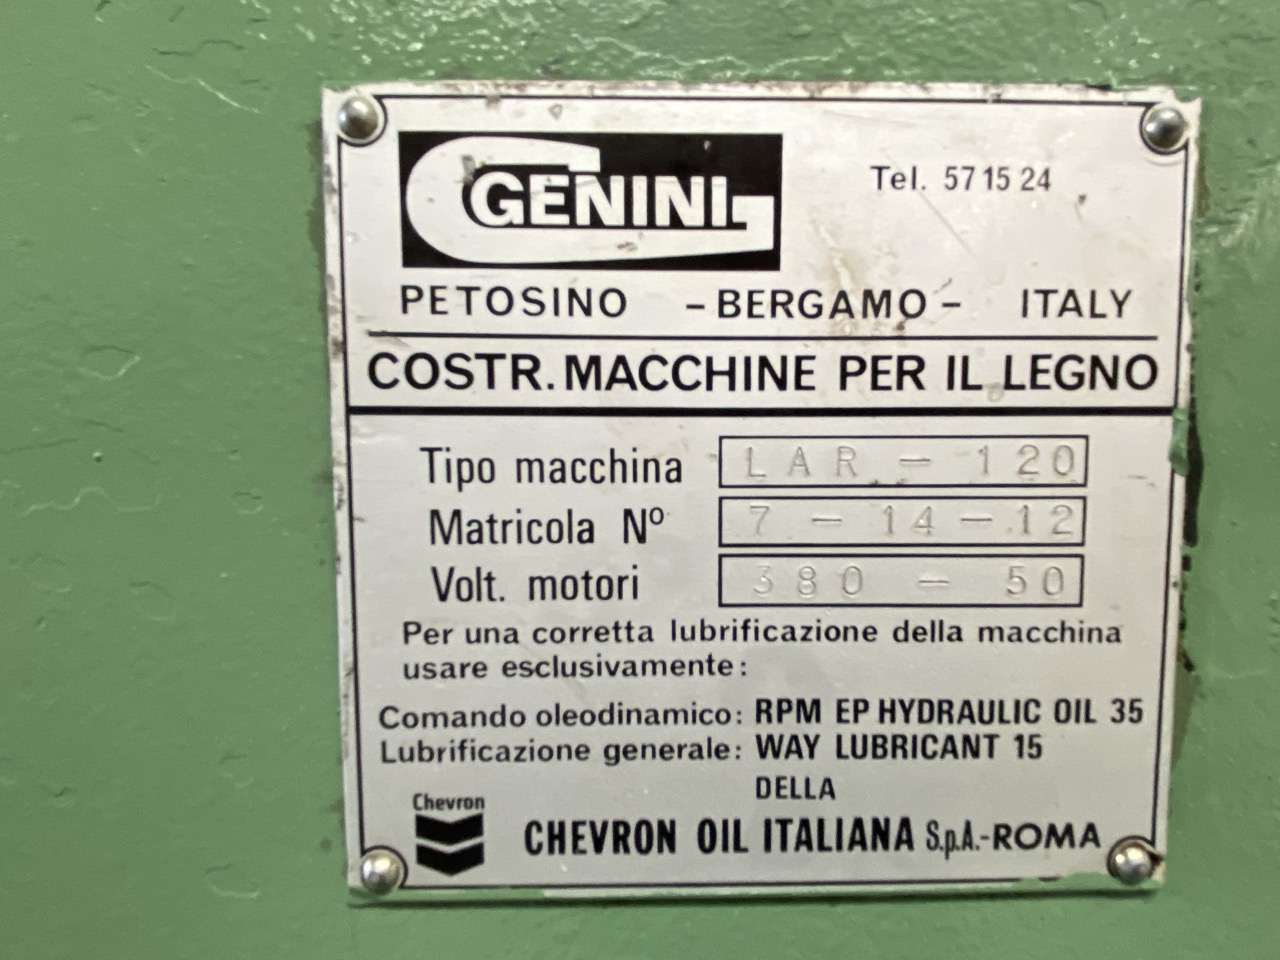 GENINI
Tel. 57 15 24
PETOSINO - BERGAMO - ITALY
COSTR. MACCHINE PER IL LEGNO
Tipo macchina LAR - 120
Matricola Nº 7 - 14 - 12
Volt. motori 380 - 50
Per una corretta lubrificazione della macchina
usare esclusivamente:
Comando oleodinamico: RPM EP HYDRAULIC OIL 35
Lubrificazione generale: WAY LUBRICANT 15
DELLA
Chevron
CHEVRON OIL ITALIANA S.p.A.-ROMA